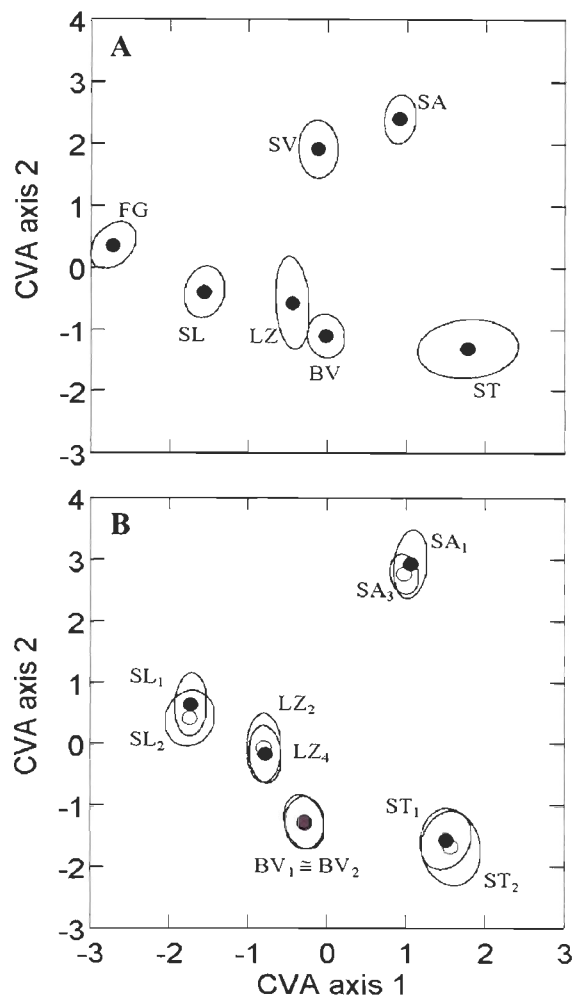 A
4
3
2
1
0
-1
-2
-3
CVA axis 2
SA
SV
FG
SL
LZ
BV
ST
B
4
3
2
1
0
-1
-2
-3
CVA axis 2
SA₁
SA₃
SL₁
SL₂
LZ₂
LZ₄
BV₁ ≅ BV₂
ST₁
ST₂
-3 -2 -1 0 1 2 3
CVA axis 1